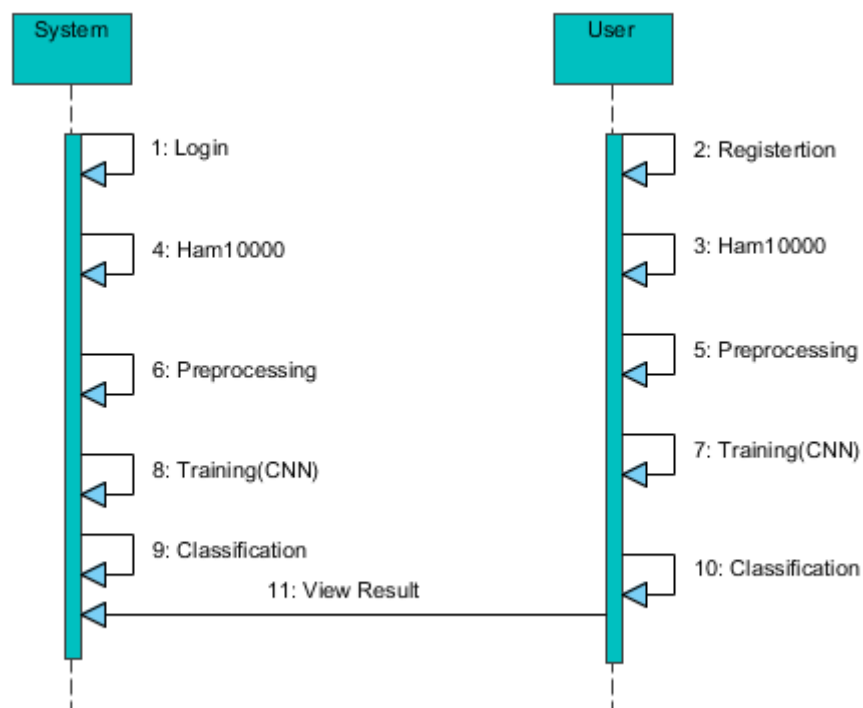 System
User
1: Login
2: Registertion
4: Ham10000
3: Ham10000
5: Preprocessing
6: Preprocessing
7: Training(CNN)
8: Training(CNN)
9: Classification
10: Classification
11: View Result